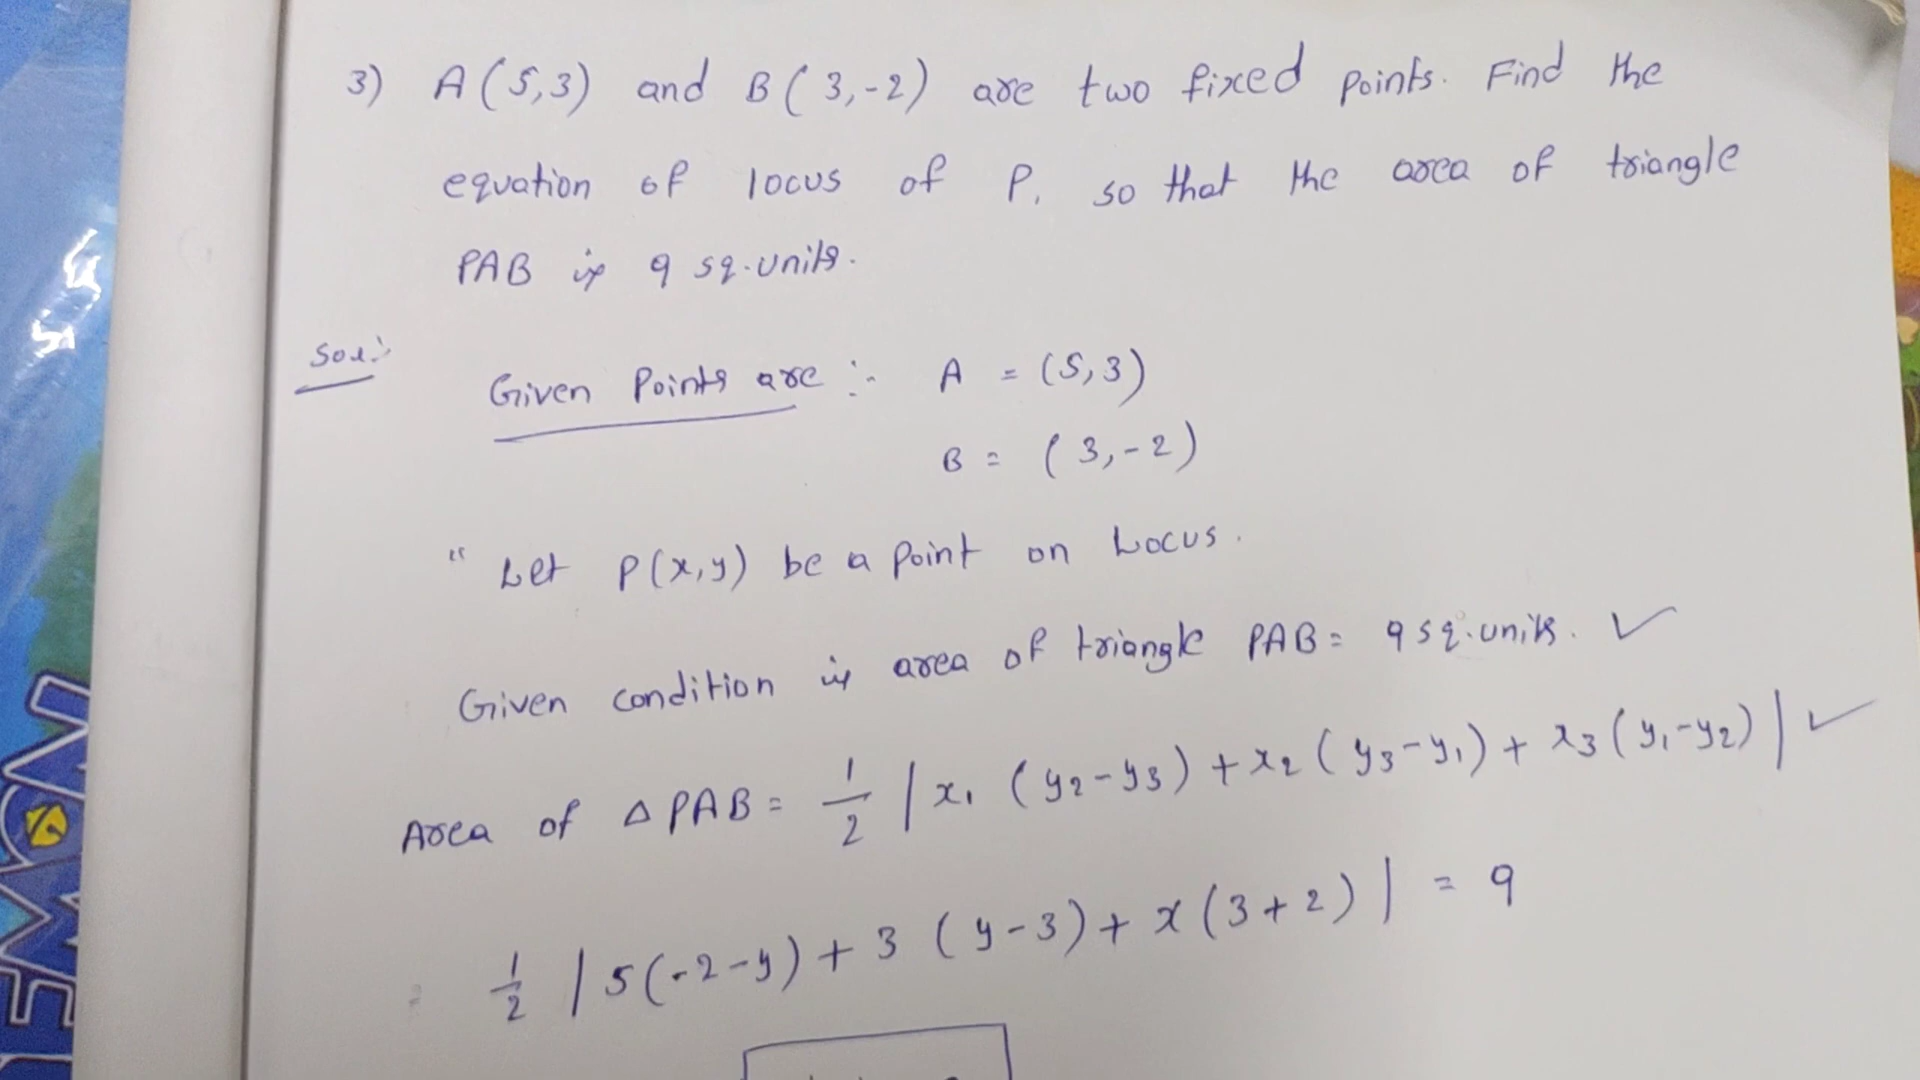 3) A(5,3) and B(3,-2) are two fixed points. Find the
equation of locus of P, so that the area of triangle
PAB is 9 sq.units.
Sol:-
Given Points are :- A = (5,3)
B = (3,-2)
" Let P(x,y) be a point on Locus.
Given condition is area of triangle PAB = 9 sq.units. ✓
Area of △PAB = 1/2 | x₁ (y₂-y₃) + x₂ (y₃-y₁) + x₃ (y₁-y₂) | ✓
= 1/2 | 5(-2-y) + 3 (y-3) + x (3+2) | = 9